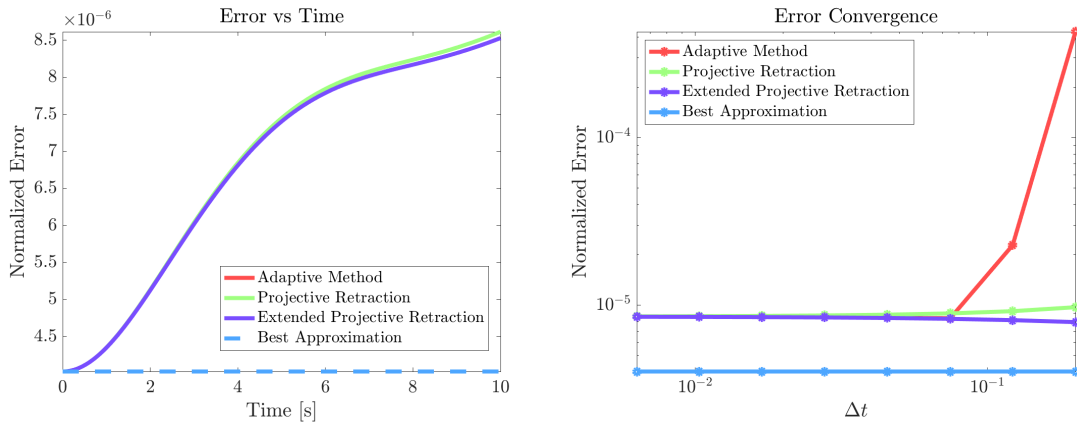 Error vs Time
×10⁻⁶
8.5
8
7.5
7
6.5
6
5.5
5
4.5
Normalized Error
0
2
4
6
8
10
Time [s]
Adaptive Method
Projective Retraction
Extended Projective Retraction
Best Approximation
Error Convergence
10⁻⁴
10⁻⁵
Normalized Error
10⁻²
10⁻¹
Δt
Adaptive Method
Projective Retraction
Extended Projective Retraction
Best Approximation